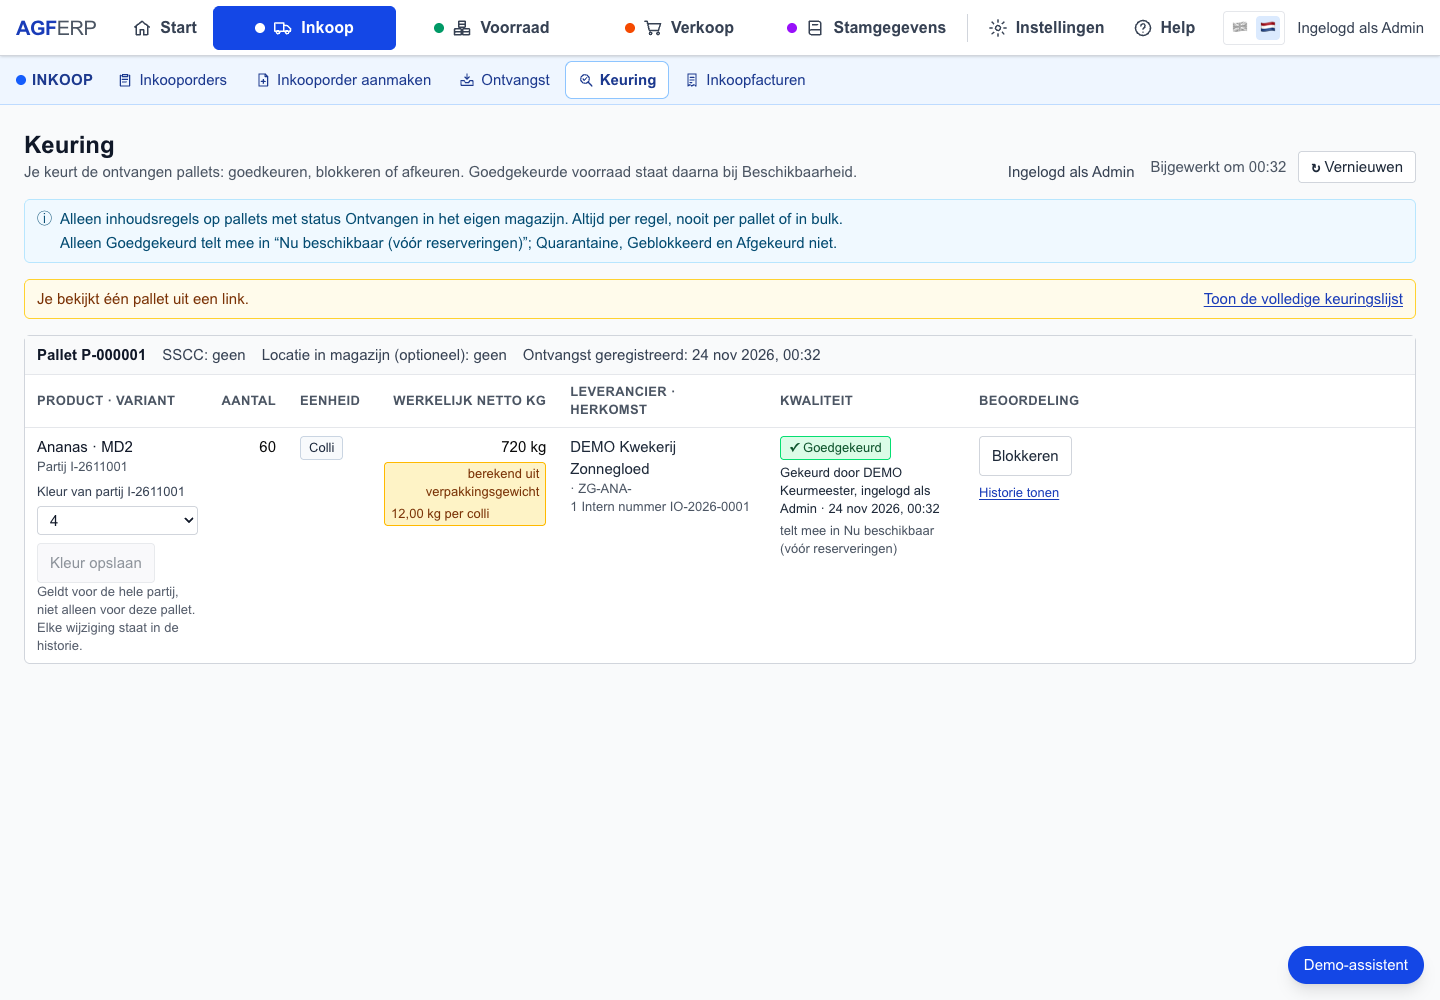 AGFERP Start Inkoop Voorraad Verkoop Stamgegevens Instellingen Help Ingelogd als Admin
INKOOP Inkooporders Inkooporder aanmaken Ontvangst Keuring Inkoopfacturen
Keuring
Je keurt de ontvangen pallets: goedkeuren, blokkeren of afkeuren. Goedgekeurde voorraad staat daarna bij Beschikbaarheid.
Ingelogd als Admin Bijgewerkt om 00:32 ↻ Vernieuwen
ⓘ Alleen inhoudsregels op pallets met status Ontvangen in het eigen magazijn. Altijd per regel, nooit per pallet of in bulk.
Alleen Goedgekeurd telt mee in “Nu beschikbaar (vóór reserveringen)”; Quarantaine, Geblokkeerd en Afgekeurd niet.
Je bekijkt één pallet uit een link. Toon de volledige keuringslijst
Pallet P-000001 SSCC: geen Locatie in magazijn (optioneel): geen Ontvangst geregistreerd: 24 nov 2026, 00:32
PRODUCT · VARIANT AANTAL EENHEID WERKELIJK NETTO KG LEVERANCIER ·
HERKOMST KWALITEIT BEOORDELING
Ananas · MD2
Partij I-2611001
Kleur van partij I-2611001
4
Kleur opslaan
Geldt voor de hele partij,
niet alleen voor deze pallet.
Elke wijziging staat in de
historie.
60
Colli
720 kg
berekend uit
verpakkingsgewicht
12,00 kg per colli
DEMO Kwekerij
Zonnegloed
· ZG-ANA-
1 Intern nummer IO-2026-0001
✓ Goedgekeurd
Gekeurd door DEMO
Keurmeester, ingelogd als
Admin · 24 nov 2026, 00:32
telt mee in Nu beschikbaar
(vóór reserveringen)
Blokkeren
Historie tonen
Demo-assistent